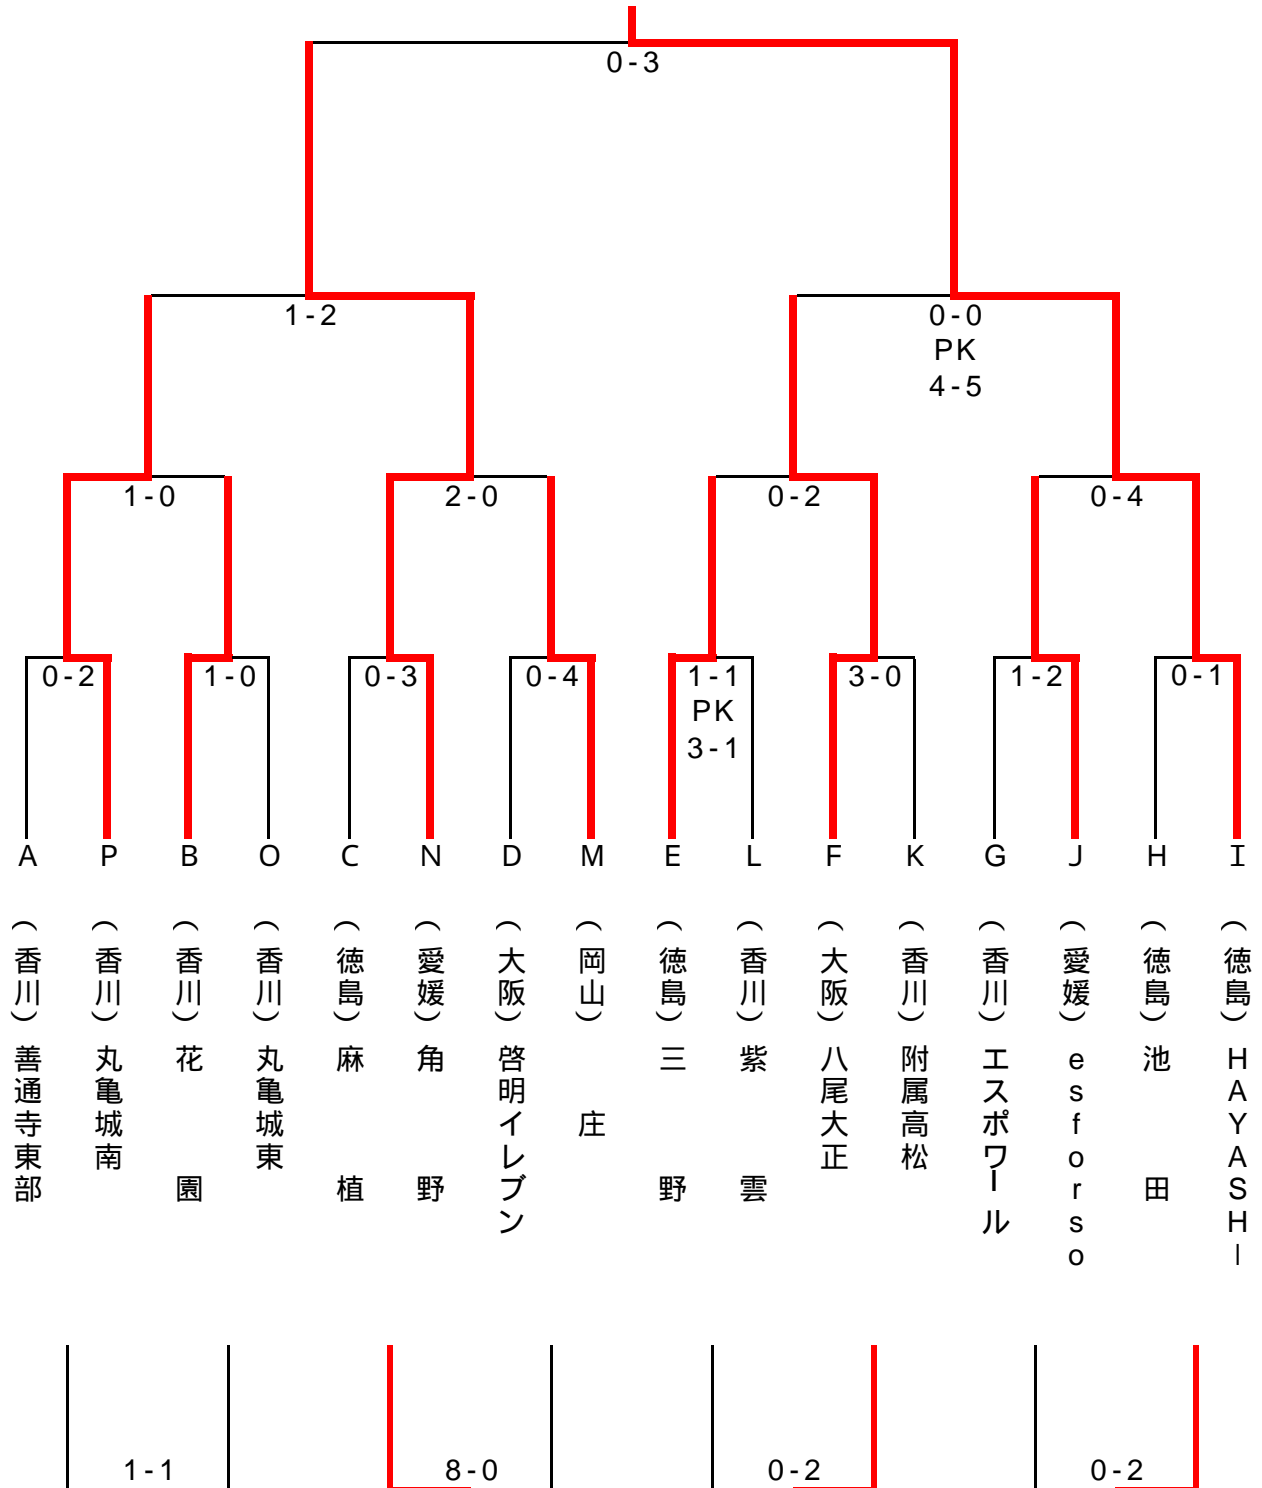 0-3
1-2
0-0
PK
4-5
1-0
2-0
0-2
0-4
0-2
1-0
0-3
0-4
1-1
PK
3-1
3-0
1-2
0-1
A P B O C N D M E L F K G J H I
(香川)善通寺東部
(香川)丸亀城南
(香川)花園
(香川)丸亀城東
(徳島)麻植
(愛媛)角野
(大阪)啓明イレブン
(岡山)庄
(徳島)三野
(香川)紫雲
(大阪)八尾大正
(香川)附属高松
(香川)エスポワール
(愛媛)esforso
(徳島)池田
(徳島)HAYASHI
1-1
8-0
0-2
0-2